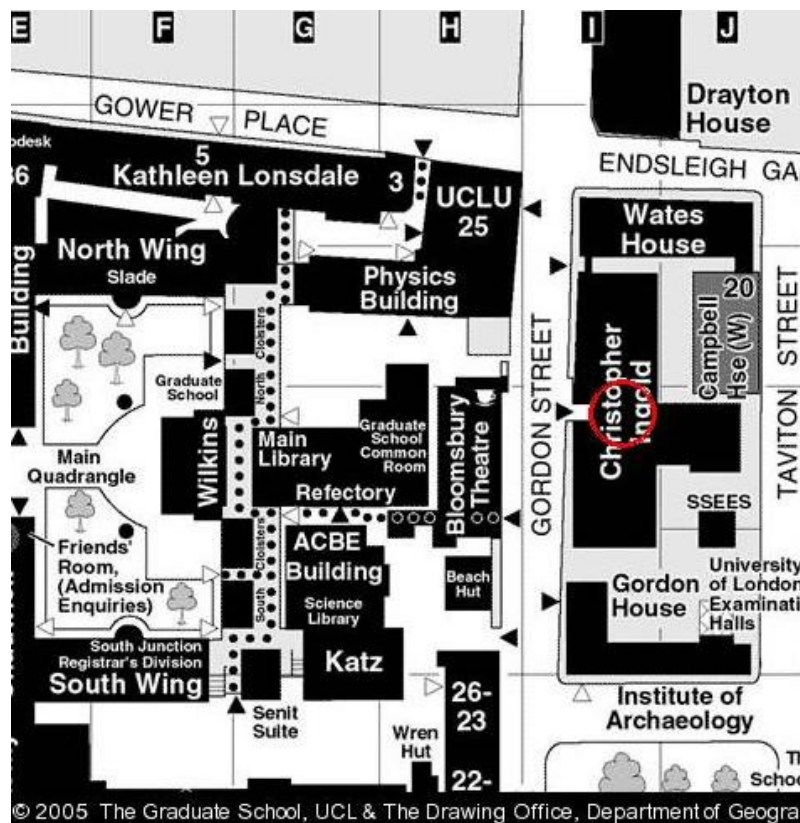 E F G H I J
GOWER PLACE
Drayton
House
ENDSLEIGH GA
odesk
36
5
Kathleen Lonsdale
3
UCLU
25
Wates
House
North Wing
Slade
Building
Physics
Building
20
Campbell
Hse (W)
TAVITON STREET
GORDON STREET
Christopher
Cloisters
North
Graduate
School
Wilkins
Main
Library
Graduate
School
Common
Room
Bloomsbury
Theatre
Main
Quadrangle
Refectory
SSEES
Friends'
Room,
(Admission
Enquiries)
Cloisters
South
ACBE
Building
Science
Library
Beach
Hut
Gordon
House
University
of London
Examinati
Halls
South Junction
Registrar's Division
South Wing
Katz
Senit
Suite
26-
23
Wren
Hut
22-
Institute of
Archaeology
Th
Schoo
© 2005 The Graduate School, UCL & The Drawing Office, Department of Geogra